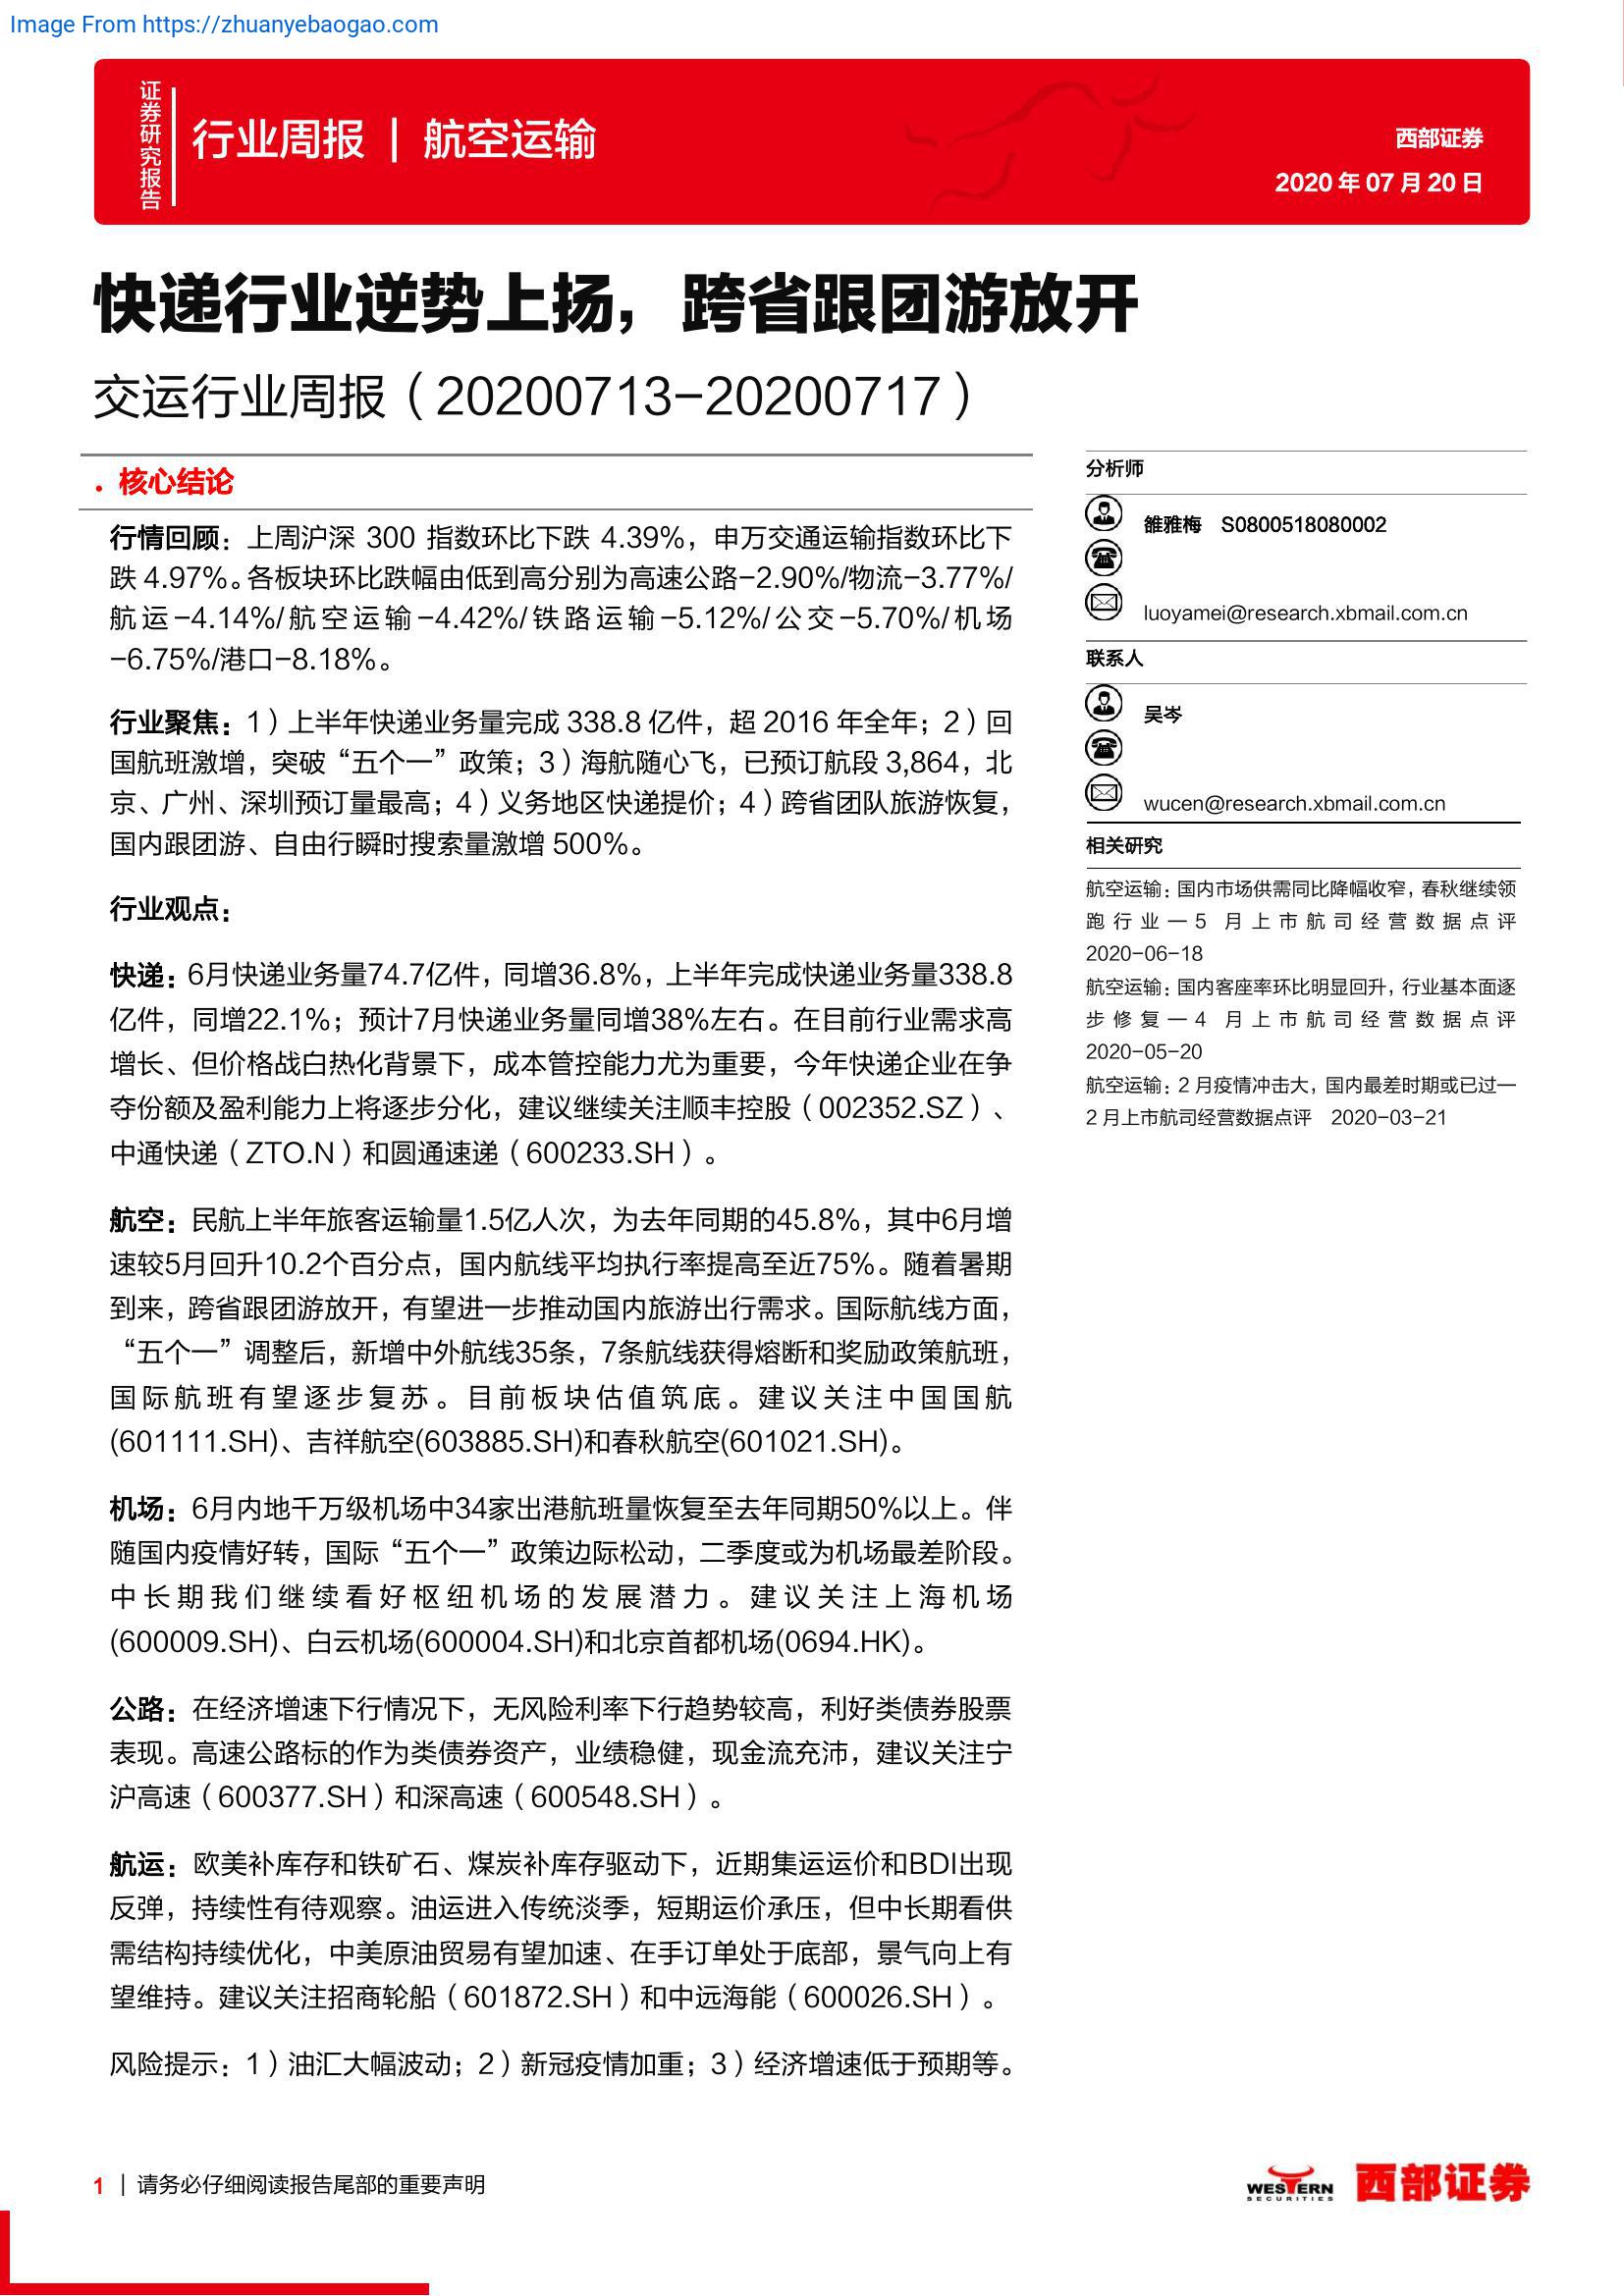 Image From https://zhuanyebaogao.com
证券研究报告
行业周报 | 航空运输
西部证券
2020 年 07 月 20 日
快递行业逆势上扬，跨省跟团游放开
交运行业周报（20200713-20200717）
• 核心结论
行情回顾：上周沪深 300 指数环比下跌 4.39%，申万交通运输指数环比下
跌 4.97%。各板块环比跌幅由低到高分别为高速公路-2.90%/物流-3.77%/
航运-4.14%/航空运输-4.42%/铁路运输-5.12%/公交-5.70%/机场
-6.75%/港口-8.18%。
行业聚焦：1）上半年快递业务量完成 338.8 亿件，超 2016 年全年；2）回
国航班激增，突破“五个一”政策；3）海航随心飞，已预订航段 3,864，北
京、广州、深圳预订量最高；4）义务地区快递提价；4）跨省团队旅游恢复，
国内跟团游、自由行瞬时搜索量激增 500%。
行业观点：
快递：6月快递业务量74.7亿件，同增36.8%，上半年完成快递业务量338.8
亿件，同增22.1%；预计7月快递业务量同增38%左右。在目前行业需求高
增长、但价格战白热化背景下，成本管控能力尤为重要，今年快递企业在争
夺份额及盈利能力上将逐步分化，建议继续关注顺丰控股（002352.SZ）、
中通快递（ZTO.N）和圆通速递（600233.SH）。
航空：民航上半年旅客运输量1.5亿人次，为去年同期的45.8%，其中6月增
速较5月回升10.2个百分点，国内航线平均执行率提高至近75%。随着暑期
到来，跨省跟团游放开，有望进一步推动国内旅游出行需求。国际航线方面，
“五个一”调整后，新增中外航线35条，7条航线获得熔断和奖励政策航班，
国际航班有望逐步复苏。目前板块估值筑底。建议关注中国国航
(601111.SH)、吉祥航空(603885.SH)和春秋航空(601021.SH)。
机场：6月内地千万级机场中34家出港航班量恢复至去年同期50%以上。伴
随国内疫情好转，国际“五个一”政策边际松动，二季度或为机场最差阶段。
中长期我们继续看好枢纽机场的发展潜力。建议关注上海机场
(600009.SH)、白云机场(600004.SH)和北京首都机场(0694.HK)。
公路：在经济增速下行情况下，无风险利率下行趋势较高，利好类债券股票
表现。高速公路标的作为类债券资产，业绩稳健，现金流充沛，建议关注宁
沪高速（600377.SH）和深高速（600548.SH）。
航运：欧美补库存和铁矿石、煤炭补库存驱动下，近期集运运价和BDI出现
反弹，持续性有待观察。油运进入传统淡季，短期运价承压，但中长期看供
需结构持续优化，中美原油贸易有望加速、在手订单处于底部，景气向上有
望维持。建议关注招商轮船（601872.SH）和中远海能（600026.SH）。
风险提示：1）油汇大幅波动；2）新冠疫情加重；3）经济增速低于预期等。
分析师
雒雅梅 S0800518080002
luoyamei@research.xbmail.com.cn
联系人
吴岑
wucen@research.xbmail.com.cn
相关研究
航空运输：国内市场供需同比降幅收窄，春秋继续领
跑行业—5 月上市航司经营数据点评
2020-06-18
航空运输：国内客座率环比明显回升，行业基本面逐
步修复—4 月上市航司经营数据点评
2020-05-20
航空运输：2 月疫情冲击大，国内最差时期或已过—
2 月上市航司经营数据点评 2020-03-21
1 | 请务必仔细阅读报告尾部的重要声明
WESTERN
SECURITIES
西部证券